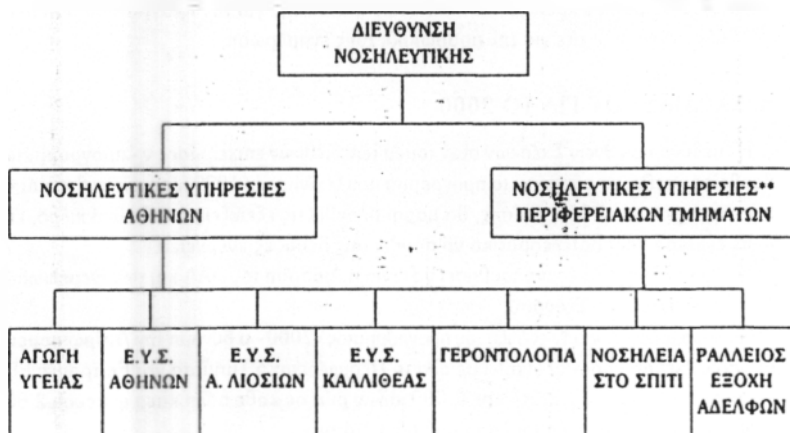 ΔΙΕΥΘΥΝΣΗ
ΝΟΣΗΛΕΥΤΙΚΗΣ
ΝΟΣΗΛΕΥΤΙΚΕΣ ΥΠΗΡΕΣΙΕΣ
ΑΘΗΝΩΝ
ΝΟΣΗΛΕΥΤΙΚΕΣ ΥΠΗΡΕΣΙΕΣ**
ΠΕΡΙΦΕΡΕΙΑΚΩΝ ΤΜΗΜΑΤΩΝ
ΑΓΩΓΗ
ΥΓΕΙΑΣ
Ε.Υ.Σ.
ΑΘΗΝΩΝ
Ε.Υ.Σ.
Α. ΛΙΟΣΙΩΝ
Ε.Υ.Σ.
ΚΑΛΛΙΘΕΑΣ
ΓΕΡΟΝΤΟΛΟΓΙΑ
ΝΟΣΗΛΕΙΑ
ΣΤΟ ΣΠΙΤΙ
ΡΑΛΛΕΙΟΣ
ΕΞΟΧΗ
ΑΔΕΛΦΩΝ